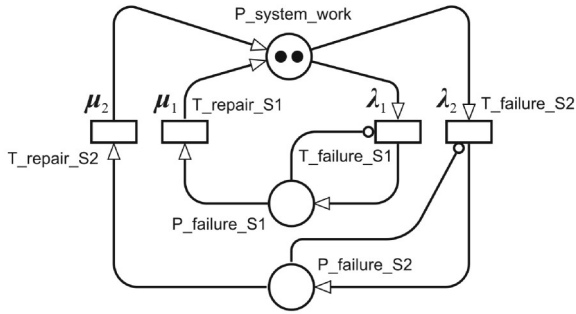 P_system_work
μ2
μ1
T_repair_S1
λ1
λ2
T_failure_S2
T_repair_S2
T_failure_S1
P_failure_S1
P_failure_S2